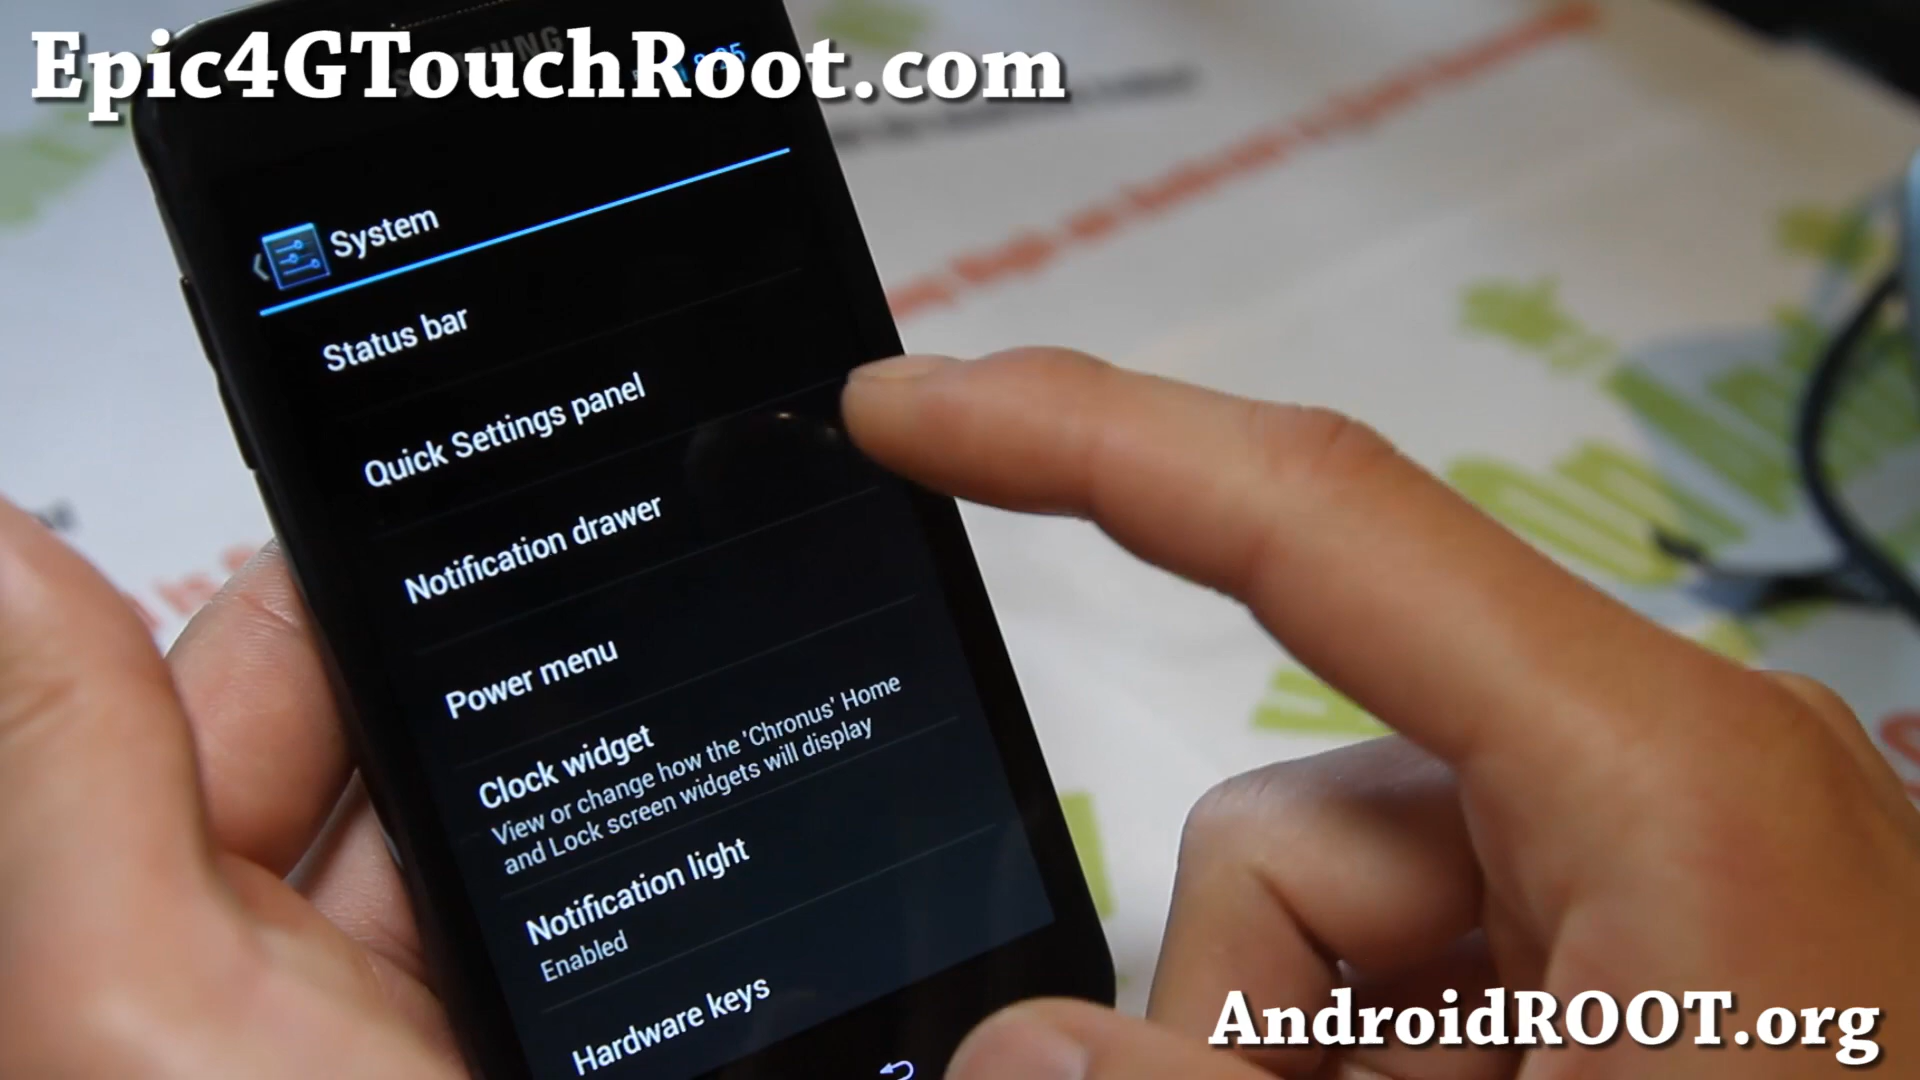 Epic4GTouchRoot.com
SAMSUNG
System
Status bar
Quick Settings panel
Notification drawer
Power menu
Clock widget
View or change how the 'Chronus' Home
and Lock screen widgets will display
Notification light
Enabled
Hardware keys
AndroidROOT.org